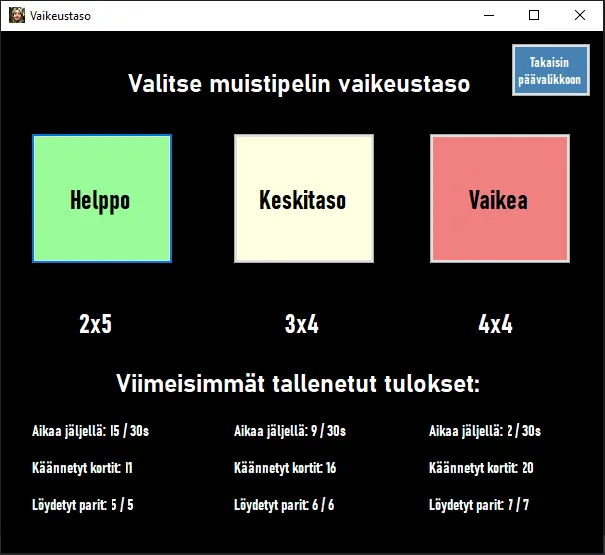 Vaikeustaso
Takaisin
päävalikkoon
Valitse muistipelin vaikeustaso
Helppo
Keskitaso
Vaikea
2x5
3x4
4x4
Viimeisimmät tallenetut tulokset:
Aikaa jäljellä: 15 / 30s
Aikaa jäljellä: 9 / 30s
Aikaa jäljellä: 2 / 30s
Käännetyt kortit: 11
Käännetyt kortit: 16
Käännetyt kortit: 20
Löydetyt parit: 5 / 5
Löydetyt parit: 6 / 6
Löydetyt parit: 7 / 7